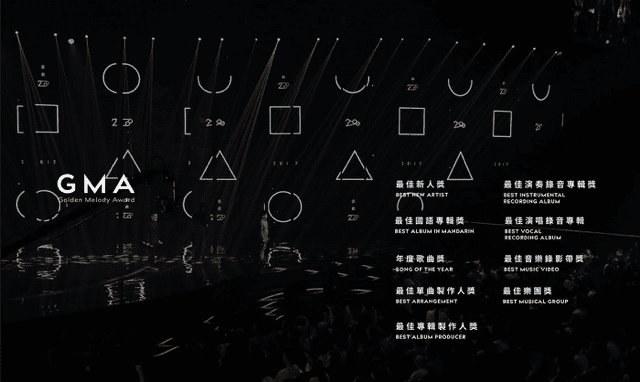 GMA
Golden Melody Award
最佳新人獎
BEST NEW ARTIST
最佳國語專輯獎
BEST ALBUM IN MANDARIN
年度歌曲獎
SONG OF THE YEAR
最佳單曲製作人獎
BEST ARRANGEMENT
最佳專輯製作人獎
BEST ALBUM PRODUCER
最佳演奏錄音專輯獎
BEST INSTRUMENTAL
RECORDING ALBUM
最佳演唱錄音專輯
BEST VOCAL
RECORDING ALBUM
最佳音樂錄影帶獎
BEST MUSIC VIDEO
最佳樂團獎
BEST MUSICAL GROUP
2017